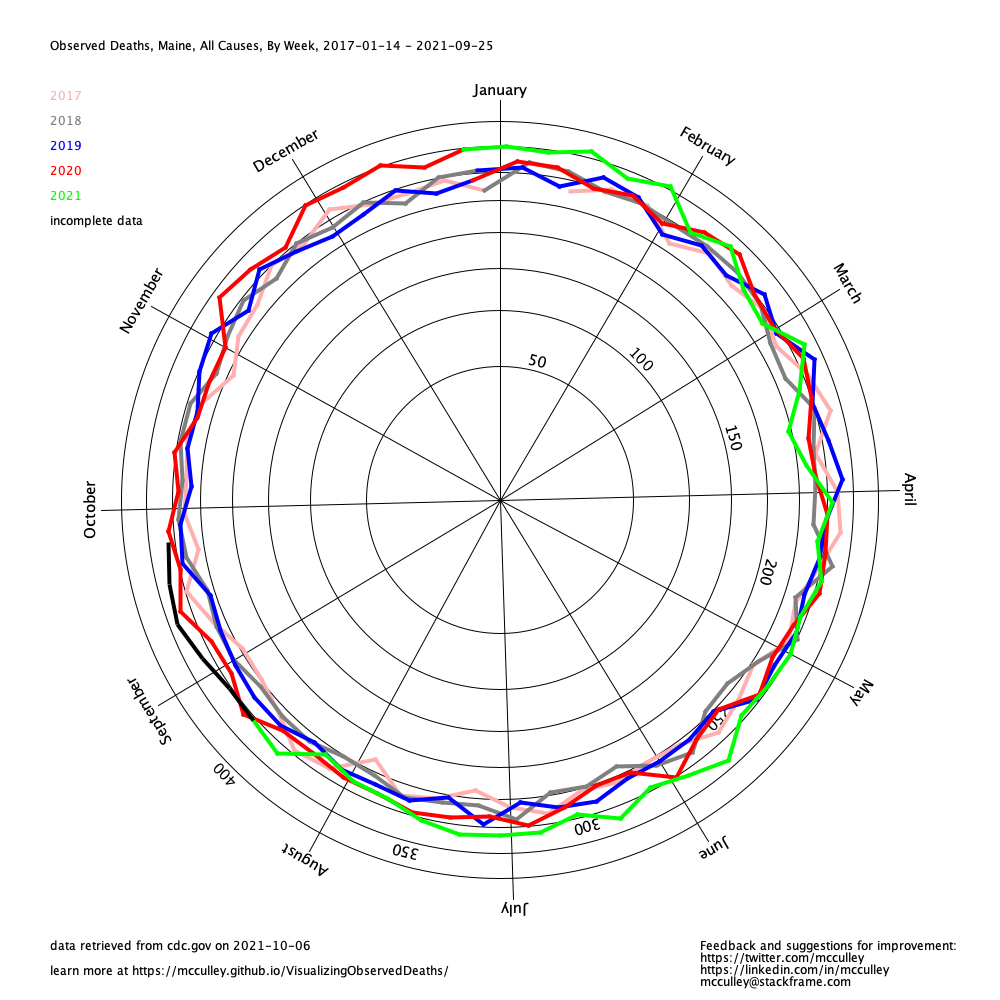 Observed Deaths, Maine, All Causes, By Week, 2017-01-14 - 2021-09-25
January
2017
2018
2019
2020
2021
incomplete data
December
February
November
March
50
100
150
October
April
200
September
May
250
400
300
350
August
June
July
data retrieved from cdc.gov on 2021-10-06
learn more at https://mcculley.github.io/VisualizingObservedDeaths/
Feedback and suggestions for improvement:
https://twitter.com/mcculley
https://linkedin.com/in/mcculley
mcculley@stackframe.com